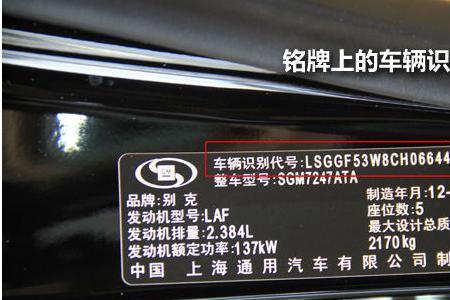 铭牌上的车辆识
车辆识别代号:LSGGF53W8CH06644
整车型号:SGM7247ATA
GM
品牌:别克
制造年月:12-
发动机型号:LAF
座位数:5
发动机排量:2.384L
最大设计总质
发动机额定功率:137kW
2170kg
中国 上海通用汽车有限公司制